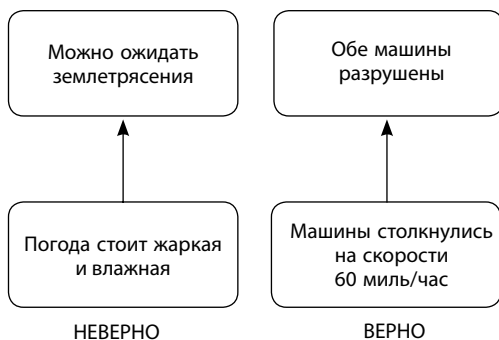 Можно ожидать
землетрясения
Обе машины
разрушены
Погода стоит жаркая
и влажная
Машины столкнулись
на скорости
60 миль/час
НЕВЕРНО
ВЕРНО